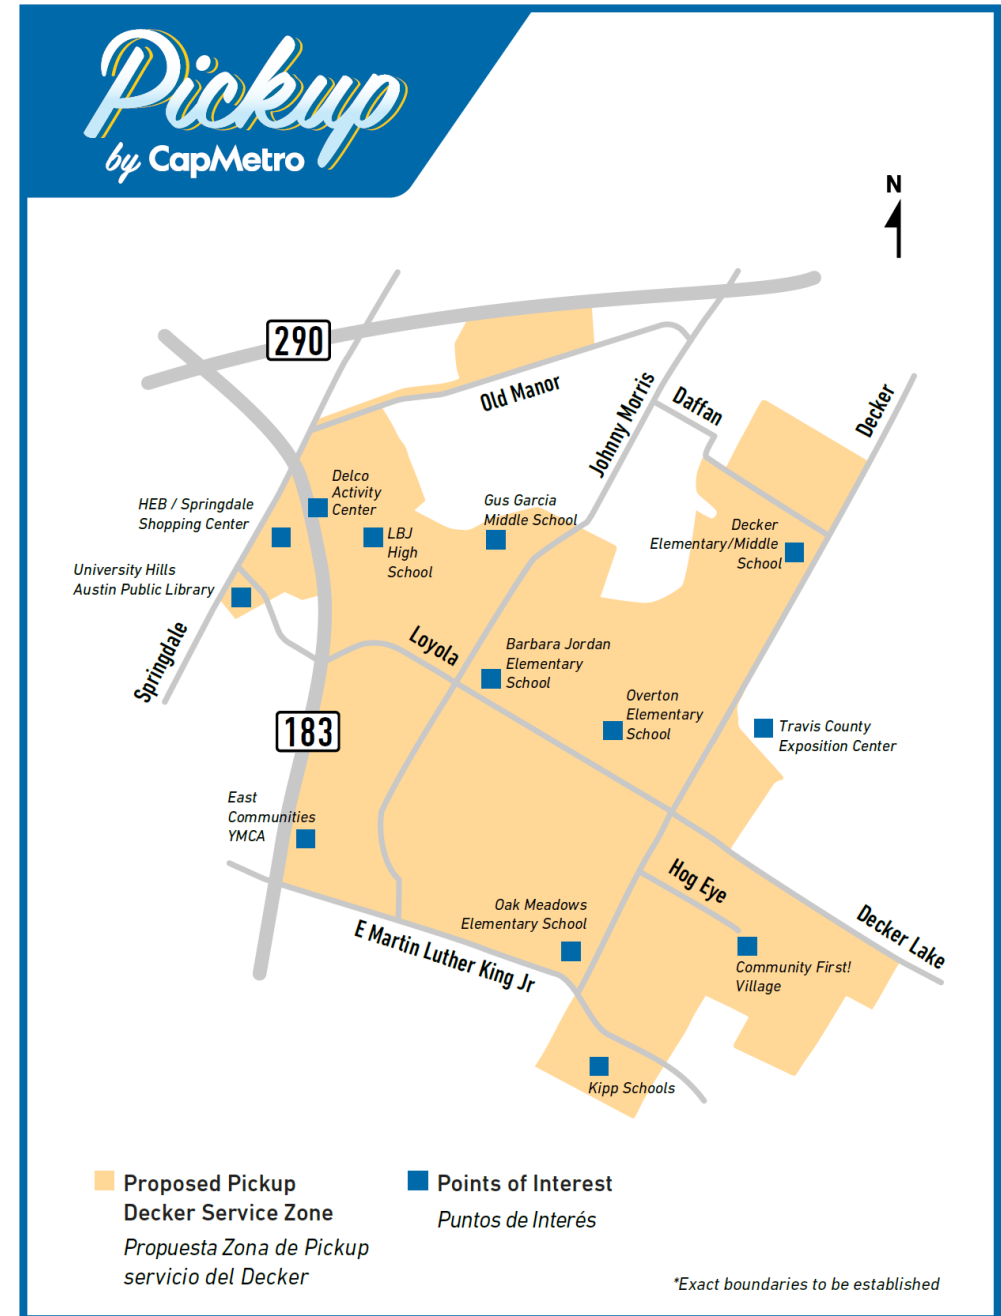 Pickup
by CapMetro
N
290
Old Manor
Johnny Morris
Daffan
Decker
HEB / Springdale
Shopping Center
Delco
Activity
Center
LBJ
High
School
Gus Garcia
Middle School
Decker
Elementary/Middle
School
University Hills
Austin Public Library
Springdale
Loyola
Barbara Jordan
Elementary
School
Overton
Elementary
School
Travis County
Exposition Center
183
East
Communities
YMCA
Hog Eye
Oak Meadows
Elementary School
E Martin Luther King Jr
Decker Lake
Community First!
Village
Kipp Schools
Proposed Pickup
Decker Service Zone
Propuesta Zona de Pickup
servicio del Decker
Points of Interest
Puntos de Interés
*Exact boundaries to be established